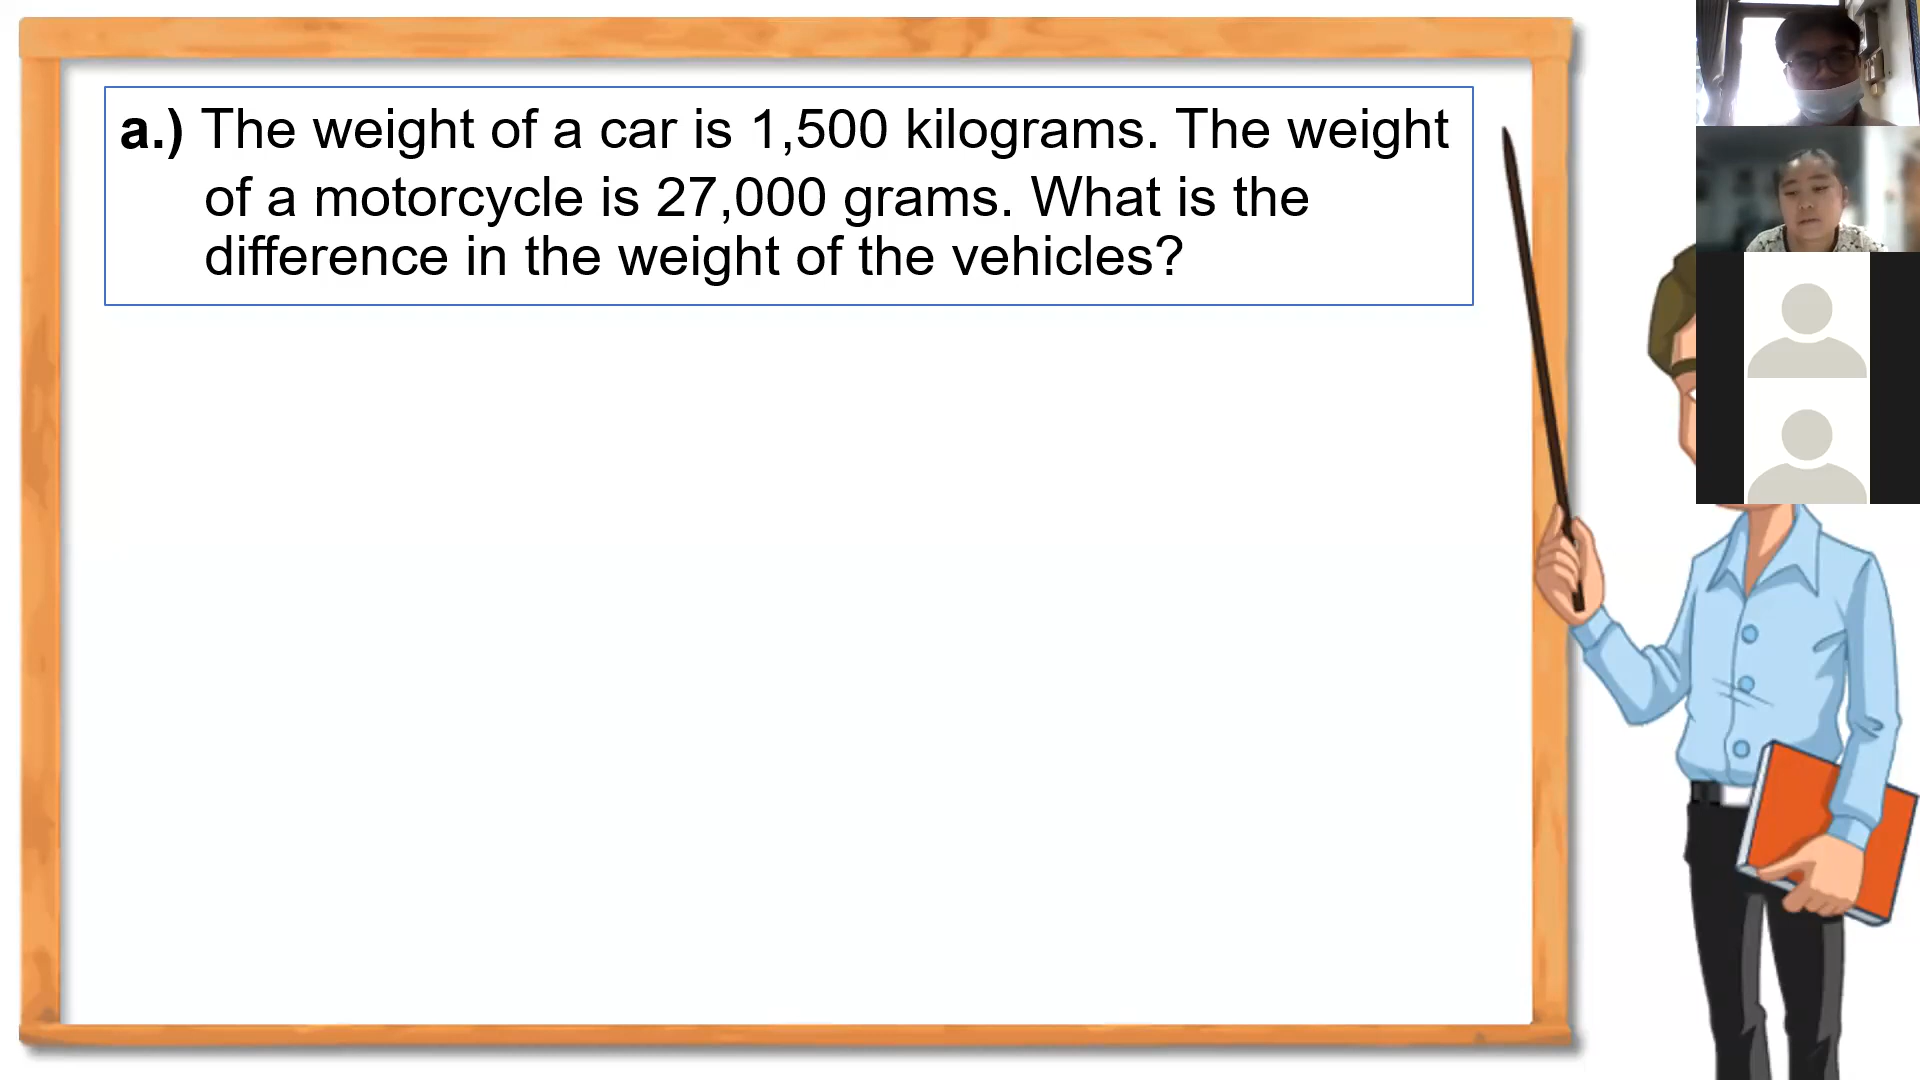 a.) The weight of a car is 1,500 kilograms. The weight
of a motorcycle is 27,000 grams. What is the
difference in the weight of the vehicles?